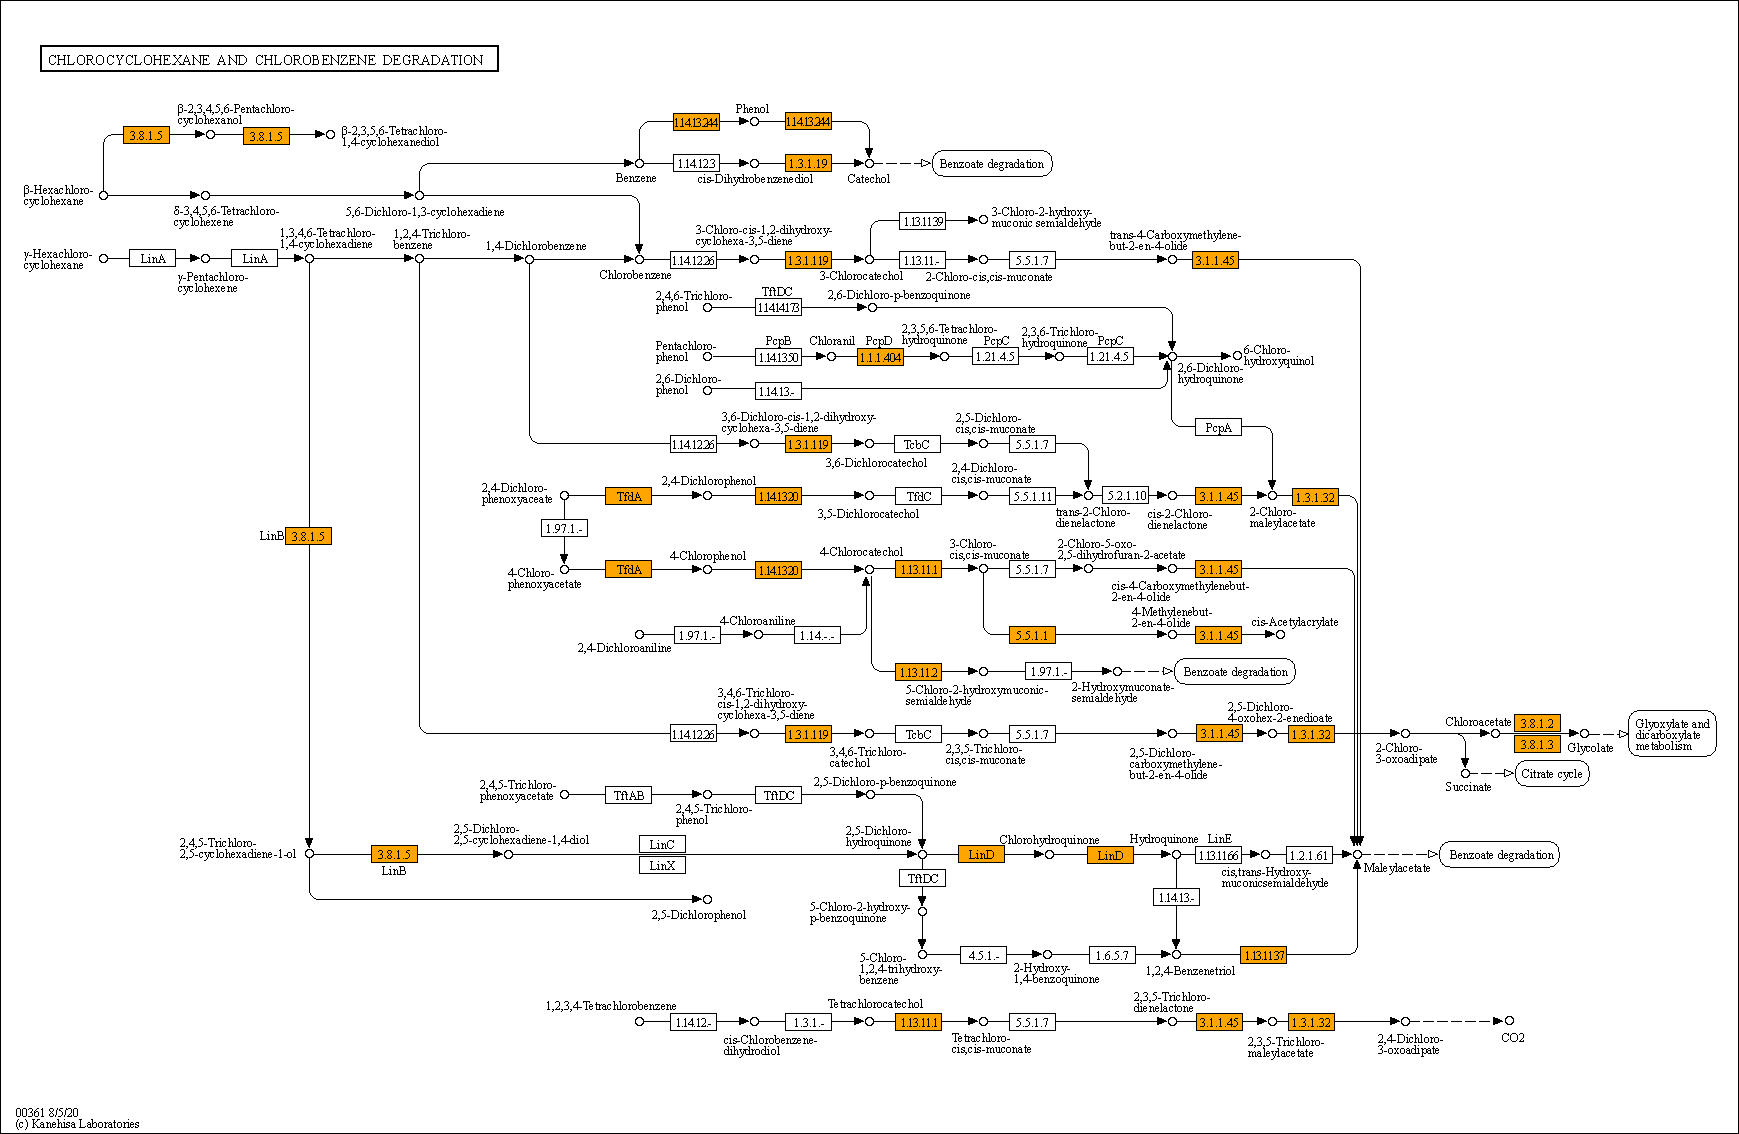 CHLOROCYCLOHEXANE AND CHLOROBENZENE DEGRADATION
β-2,3,4,5,6-Pentachloro-
cyclohexanol
3.8.1.5
3.8.1.5
β-2,3,5,6-Tetrachloro-
1,4-cyclohexanediol
Phenol
1.14.13.244
1.14.13.244
1.14.12.3
1.3.1.19
Benzene
cis-Dihydrobenzenediol
Catechol
Benzoate degradation
β-Hexachloro-
cyclohexane
δ-3,4,5,6-Tetrachloro-
cyclohexene
5,6-Dichloro-1,3-cyclohexadiene
γ-Hexachloro-
cyclohexane
LinA
γ-Pentachloro-
cyclohexene
LinA
1,3,4,6-Tetrachloro-
1,4-cyclohexadiene
1,2,4-Trichloro-
benzene
1,4-Dichlorobenzene
Chlorobenzene
1.14.12.26
3-Chloro-cis-1,2-dihydroxy-
cyclohexa-3,5-diene
1.3.1.119
3-Chlorocatechol
1.13.1139
3-Chloro-2-hydroxy-
muconic semialdehyde
1.13.11.-
2-Chloro-cis,cis-muconate
5.5.1.7
trans-4-Carboxymethylene-
but-2-en-4-olide
3.1.1.45
2,4,6-Trichloro-
phenol
TftDC
1.14.14.173
2,6-Dichloro-p-benzoquinone
Pentachloro-
phenol
PcpB
1.14.1350
Chloranil
PcpD
1.1.1.404
2,3,5,6-Tetrachloro-
hydroquinone
PcpC
1.21.4.5
2,3,6-Trichloro-
hydroquinone
PcpC
1.21.4.5
6-Chloro-
hydroxyquinol
2,6-Dichloro-
hydroquinone
2,6-Dichloro-
phenol
1.14.13.-
PcpA
1.14.12.26
3,6-Dichloro-cis-1,2-dihydroxy-
cyclohexa-3,5-diene
1.3.1.119
3,6-Dichlorocatechol
TcbC
2,5-Dichloro-
cis,cis-muconate
5.5.1.7
2,4-Dichloro-
phenoxyaceate
TfdA
2,4-Dichlorophenol
1.14.1320
3,5-Dichlorocatechol
TfdC
2,4-Dichloro-
cis,cis-muconate
5.5.1.11
trans-2-Chloro-
dienelactone
5.2.1.10
cis-2-Chloro-
dienelactone
3.1.1.45
2-Chloro-
maleylacetate
1.3.1.32
1.97.1.-
LinB
3.8.1.5
4-Chloro-
phenoxyacetate
TfdA
4-Chlorophenol
1.14.1320
4-Chlorocatechol
1.13.11.1
3-Chloro-
cis,cis-muconate
5.5.1.7
2-Chloro-5-oxo-
2,5-dihydrofuran-2-acetate
3.1.1.45
cis-4-Carboxymethylenebut-
2-en-4-olide
2,4-Dichloroaniline
1.97.1.-
4-Chloroaniline
1.14.-.-
5.5.1.1
4-Methylenebut-
2-en-4-olide
3.1.1.45
cis-Acetylacrylate
1.13.11.2
5-Chloro-2-hydroxymuconic-
semialdehyde
1.97.1.-
2-Hydroxymuconate-
semialdehyde
Benzoate degradation
1.14.12.26
3,4,6-Trichloro-
cis-1,2-dihydroxy-
cyclohexa-3,5-diene
1.3.1.119
3,4,6-Trichloro-
catechol
TcbC
2,3,5-Trichloro-
cis,cis-muconate
5.5.1.7
2,5-Dichloro-
carboxymethylene-
but-2-en-4-olide
3.1.1.45
2,5-Dichloro-
4-oxohex-2-enedioate
1.3.1.32
2-Chloro-
3-oxoadipate
Chloroacetate
3.8.1.2
3.8.1.3
Glycolate
Glyoxylate and
dicarboxylate
metabolism
Succinate
Citrate cycle
2,4,5-Trichloro-
phenoxyacetate
TftAB
2,4,5-Trichloro-
phenol
TftDC
2,5-Dichloro-p-benzoquinone
2,4,5-Trichloro-
2,5-cyclohexadiene-1-ol
3.8.1.5
LinB
2,5-Dichloro-
2,5-cyclohexadiene-1,4-diol
LinC
LinX
2,5-Dichloro-
hydroquinone
LinD
Chlorohydroquinone
LinD
Hydroquinone
LinE
1.13.1166
cis,trans-Hydroxy-
muconicsemialdehyde
1.2.1.61
Maleylacetate
Benzoate degradation
2,5-Dichlorophenol
TftDC
5-Chloro-2-hydroxy-
p-benzoquinone
1.14.13.-
5-Chloro-
1,2,4-trihydroxy-
benzene
4.5.1.-
2-Hydroxy-
1,4-benzoquinone
1.6.5.7
1,2,4-Benzenetriol
1.13.1137
1,2,3,4-Tetrachlorobenzene
1.14.12.-
cis-Chlorobenzene-
dihydrodiol
1.3.1.-
Tetrachlorocatechol
1.13.11.1
Tetrachloro-
cis,cis-muconate
5.5.1.7
2,3,5-Trichloro-
dienelactone
3.1.1.45
2,3,5-Trichloro-
maleylacetate
1.3.1.32
2,4-Dichloro-
3-oxoadipate
CO2
00361 8/5/20
(c) Kanehisa Laboratories